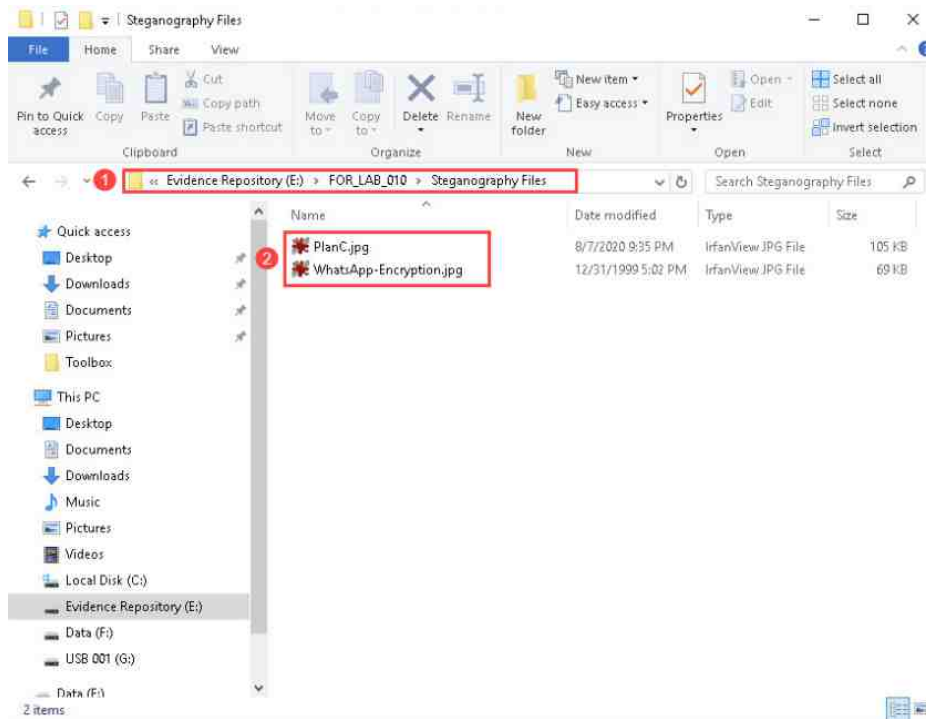 Steganography Files
File Home Share View
Pin to Quick access Copy Paste Cut Copy path Paste shortcut Move to Copy to Delete Rename New folder New item Easy access Properties Open Edit Select all Select none Invert selection
Clipboard Organize New Open Select
1 « Evidence Repository (E:) > FOR_LAB_010 > Steganography Files Search Steganography Files
Name Date modified Type Size
2
PlanC.jpg 8/7/2020 9:35 PM IrfanView JPG File 105 KB
WhatsApp-Encryption.jpg 12/31/1999 5:02 PM IrfanView JPG File 69 KB
Quick access
Desktop
Downloads
Documents
Pictures
Toolbox
This PC
Desktop
Documents
Downloads
Music
Pictures
Videos
Local Disk (C:)
Evidence Repository (E:)
Data (F:)
USB 001 (G:)
Data (F:)
2 items